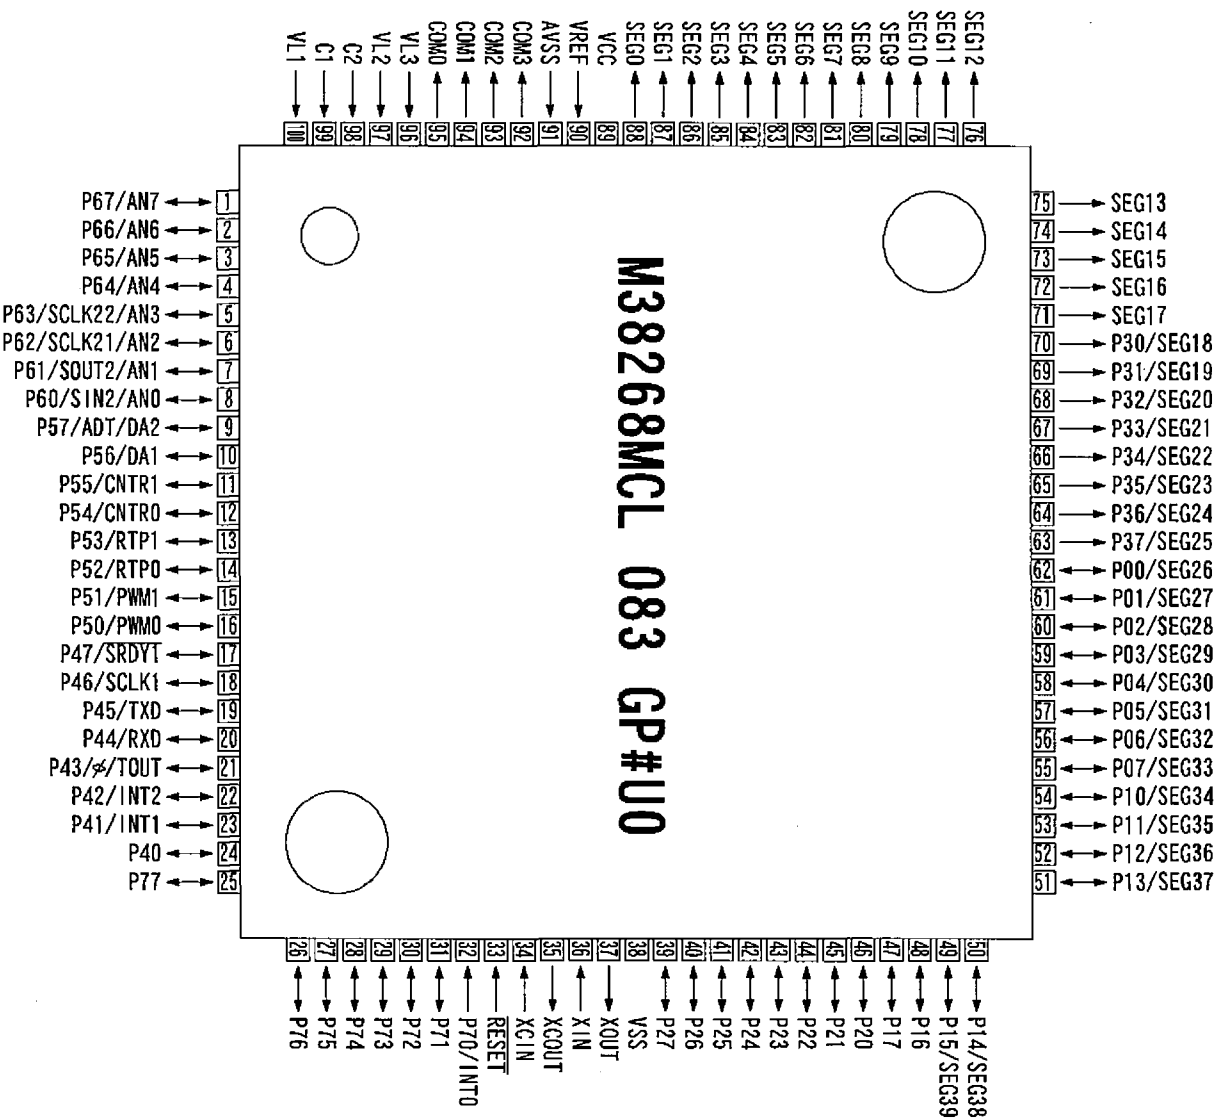 VL1
C1
C2
VL2
VL3
COM0
COM1
COM2
COM3
AVSS
VREF
VCC
SEG0
SEG1
SEG2
SEG3
SEG4
SEG5
SEG6
SEG7
SEG8
SEG9
SEG10
SEG11
SEG12
100
99
98
97
96
95
94
93
92
91
90
89
88
87
86
85
84
83
82
81
80
79
78
77
76
P67/AN7 1
P66/AN6 2
P65/AN5 3
P64/AN4 4
P63/SCLK22/AN3 5
P62/SCLK21/AN2 6
P61/SOUT2/AN1 7
P60/SIN2/AN0 8
P57/ADT/DA2 9
P56/DA1 10
P55/CNTR1 11
P54/CNTR0 12
P53/RTP1 13
P52/RTP0 14
P51/PWM1 15
P50/PWM0 16
P47/SRDY1 17
P46/SCLK1 18
P45/TXD 19
P44/RXD 20
P43/ø/TOUT 21
P42/INT2 22
P41/INT1 23
P40 24
P77 25
M38268MCL 083 GP#U0
75 SEG13
74 SEG14
73 SEG15
72 SEG16
71 SEG17
70 P30/SEG18
69 P31/SEG19
68 P32/SEG20
67 P33/SEG21
66 P34/SEG22
65 P35/SEG23
64 P36/SEG24
63 P37/SEG25
62 P00/SEG26
61 P01/SEG27
60 P02/SEG28
59 P03/SEG29
58 P04/SEG30
57 P05/SEG31
56 P06/SEG32
55 P07/SEG33
54 P10/SEG34
53 P11/SEG35
52 P12/SEG36
51 P13/SEG37
26
27
28
29
30
31
32
33
34
35
36
37
38
39
40
41
42
43
44
45
46
47
48
49
50
P76
P75
P74
P73
P72
P71
P70/INT0
RESET
XCIN
XCOUT
XIN
XOUT
VSS
P27
P26
P25
P24
P23
P22
P21
P20
P17
P16
P15/SEG39
P14/SEG38